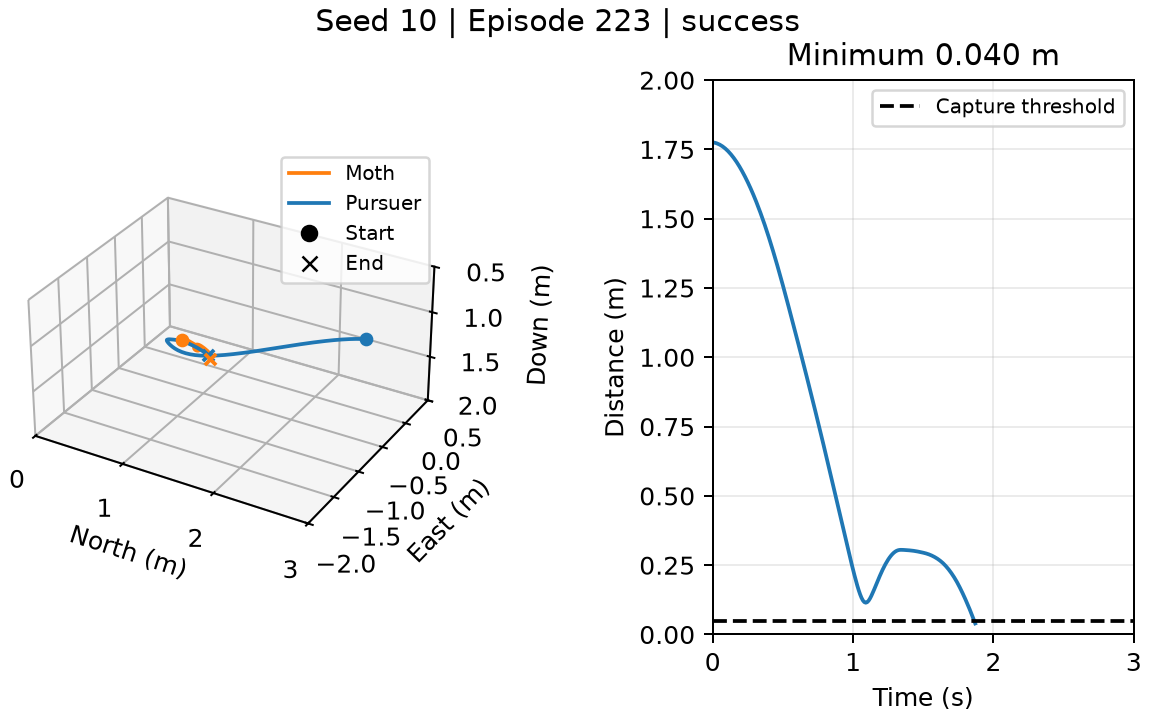 Seed 10 | Episode 223 | success
Minimum 0.040 m
Moth
Pursuer
Start
End
0.5
1.0
1.5
2.0
Down (m)
0.5
0.0
−0.5
−1.0
−1.5
−2.0
East (m)
0
1
2
3
North (m)
Capture threshold
2.00
1.75
1.50
1.25
1.00
0.75
0.50
0.25
0.00
Distance (m)
0
1
2
3
Time (s)